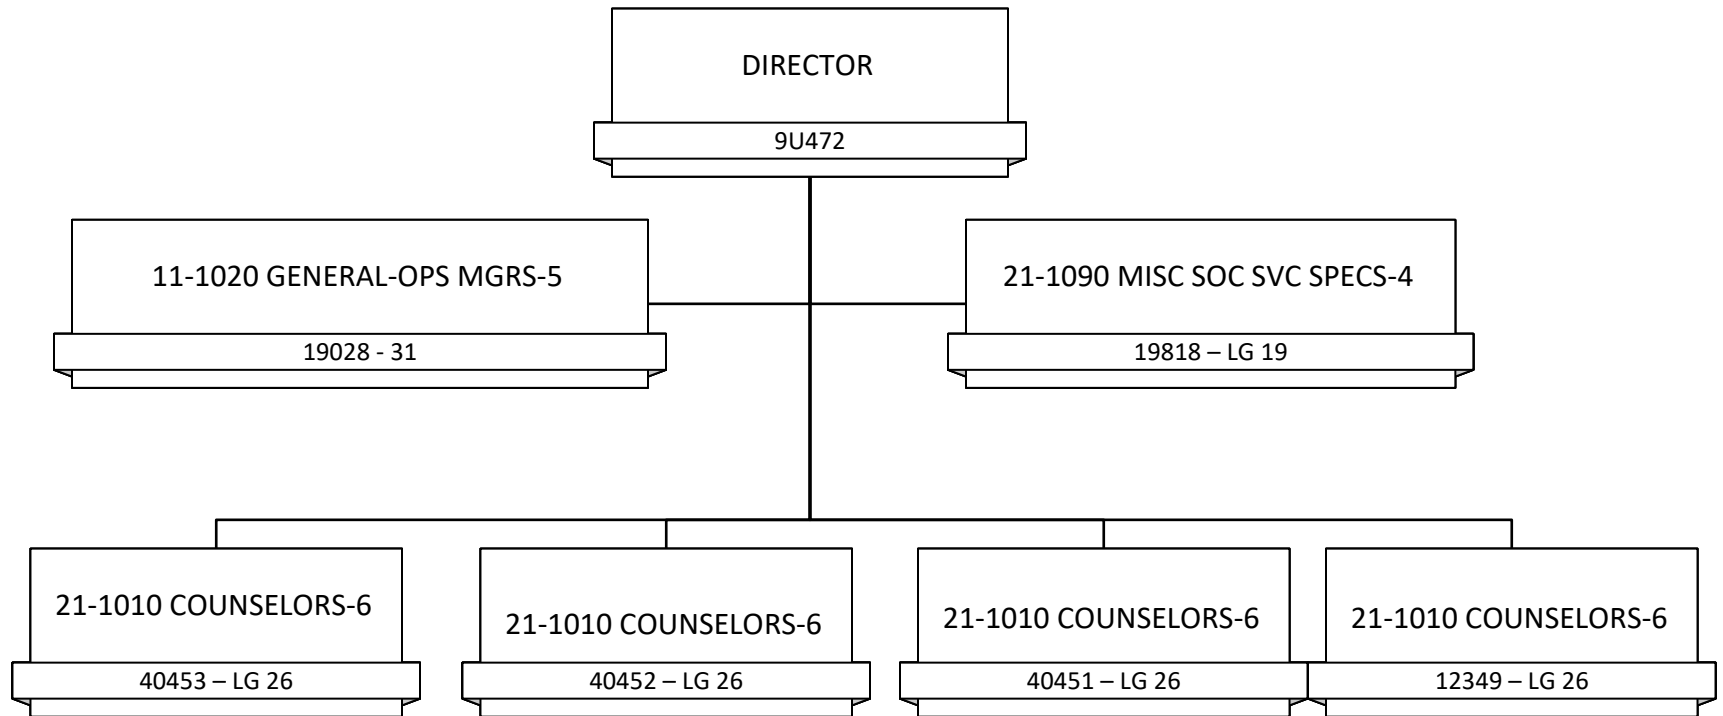 DIRECTOR
9U472
11-1020 GENERAL-OPS MGRS-5
19028 - 31
21-1090 MISC SOC SVC SPECS-4
19818 – LG 19
21-1010 COUNSELORS-6
40453 – LG 26
21-1010 COUNSELORS-6
40452 – LG 26
21-1010 COUNSELORS-6
40451 – LG 26
21-1010 COUNSELORS-6
12349 – LG 26